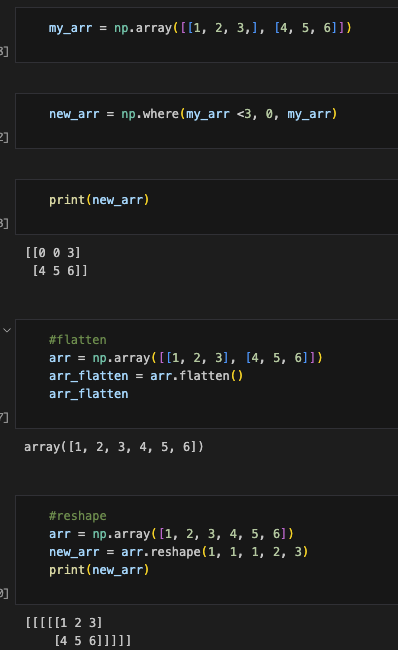 my_arr = np.array([[1, 2, 3,], [4, 5, 6]])
3]
new_arr = np.where(my_arr <3, 0, my_arr)
2]
print(new_arr)
3]
[[0 0 3]
 [4 5 6]]
#flatten
arr = np.array([[1, 2, 3], [4, 5, 6]])
arr_flatten = arr.flatten()
arr_flatten
7]
array([1, 2, 3, 4, 5, 6])
#reshape
arr = np.array([1, 2, 3, 4, 5, 6])
new_arr = arr.reshape(1, 1, 1, 2, 3)
print(new_arr)
0]
[[[[[1 2 3]
    [4 5 6]]]]]